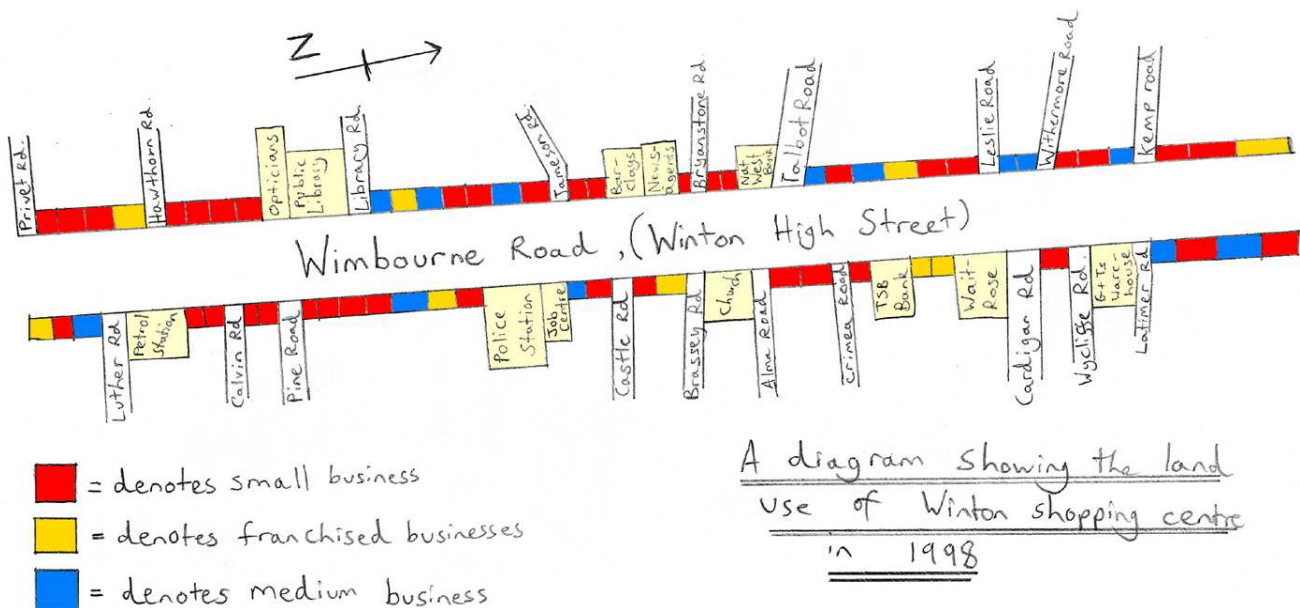 N
Privet Rd.
Hawthorn Rd.
Opticians
Public
Library
Library Rd.
Jameson Rd.
Bar-
clays
News-
agents
Bryanstone Rd
Nat
West
Bank
Talbot Road
Leslie Road
Withermore Road
Kemp road
Wimbourne Road, (Winton High Street)
Luther Rd
Petrol
Station
Calvin Rd
Pine Road
Police
Station
Job
Centre
Castle Rd
Brassey Rd
Church
Alma Road
Crimea Road
TSB
Bank
Wait-
Rose
Cardigan Rd
Wycliffe Rd.
G+Ts
Ware-
house
Latimer Rd
= denotes small business
= denotes franchised businesses
= denotes medium business
A diagram showing the land
use of Winton shopping centre
in 1998